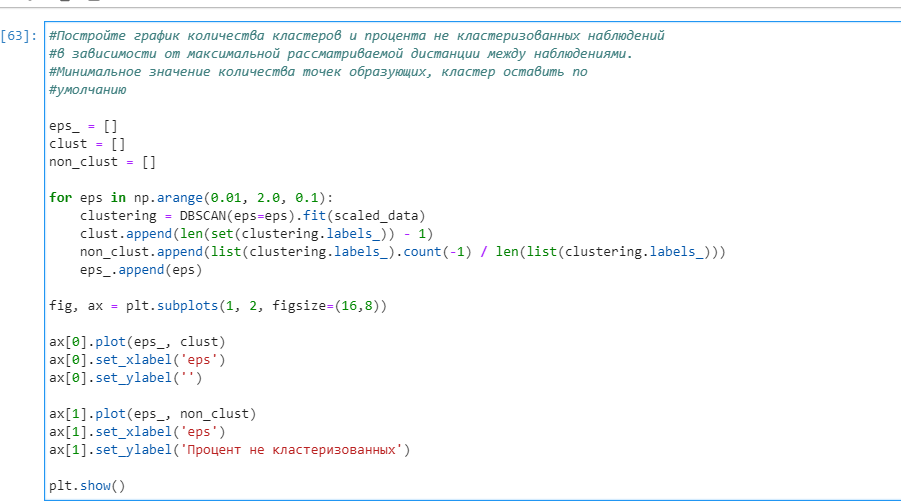 [63]: #Постройте график количества кластеров и процента не кластеризованных наблюдений
#в зависимости от максимальной рассматриваемой дистанции между наблюдениями.
#Минимальное значение количества точек образующих, кластер оставить по
#умолчанию
eps_ = []
clust = []
non_clust = []
for eps in np.arange(0.01, 2.0, 0.1):
    clustering = DBSCAN(eps=eps).fit(scaled_data)
    clust.append(len(set(clustering.labels_)) - 1)
    non_clust.append(list(clustering.labels_).count(-1) / len(list(clustering.labels_)))
    eps_.append(eps)
fig, ax = plt.subplots(1, 2, figsize=(16,8))
ax[0].plot(eps_, clust)
ax[0].set_xlabel('eps')
ax[0].set_ylabel('')
ax[1].plot(eps_, non_clust)
ax[1].set_xlabel('eps')
ax[1].set_ylabel('Процент не кластеризованных')
plt.show()